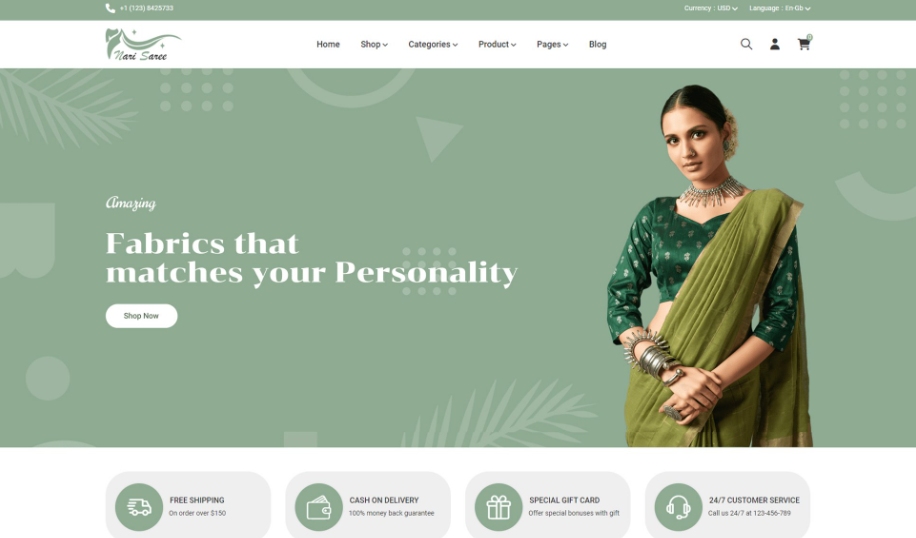 +1 (123) 8435733
Currency : USD
Language : En-Gb
Nari Saree
Home
Shop
Categories
Product
Pages
Blog
0
Amazing
Fabrics that
matches your Personality
Shop Now
FREE SHIPPING
On order over $150
CASH ON DELIVERY
100% money back guarantee
SPECIAL GIFT CARD
Offer special bonuses with gift
24/7 CUSTOMER SERVICE
Call us 24/7 at 123-456-789